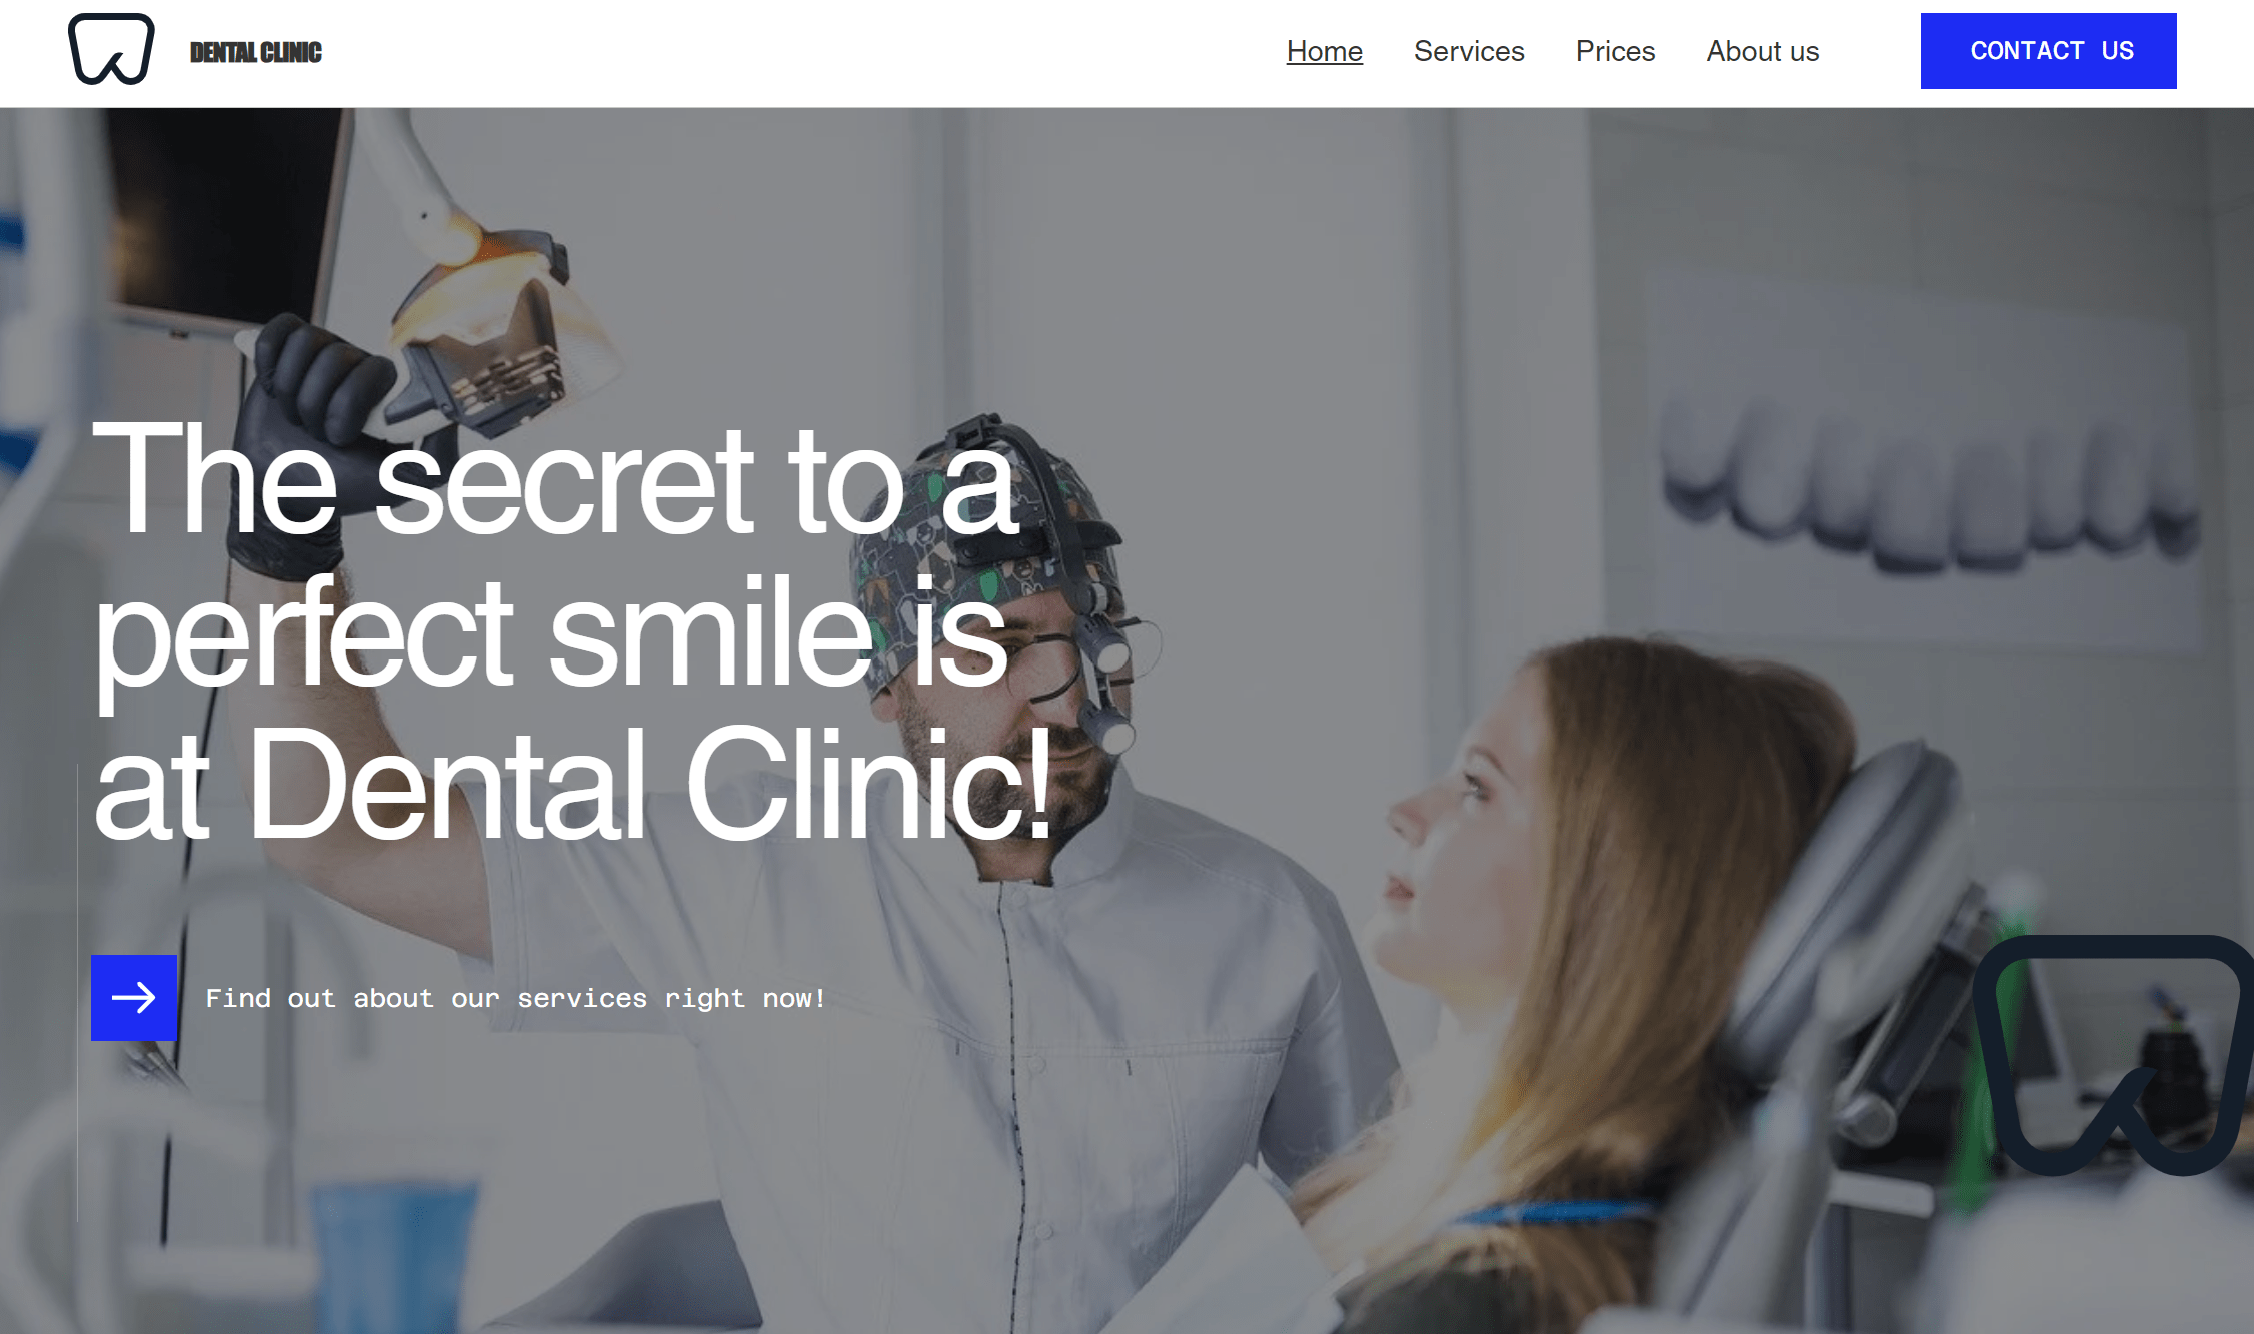 DENTAL CLINIC
Home
Services
Prices
About us
CONTACT US
The secret to a
perfect smile is
at Dental Clinic!
Find out about our services right now!